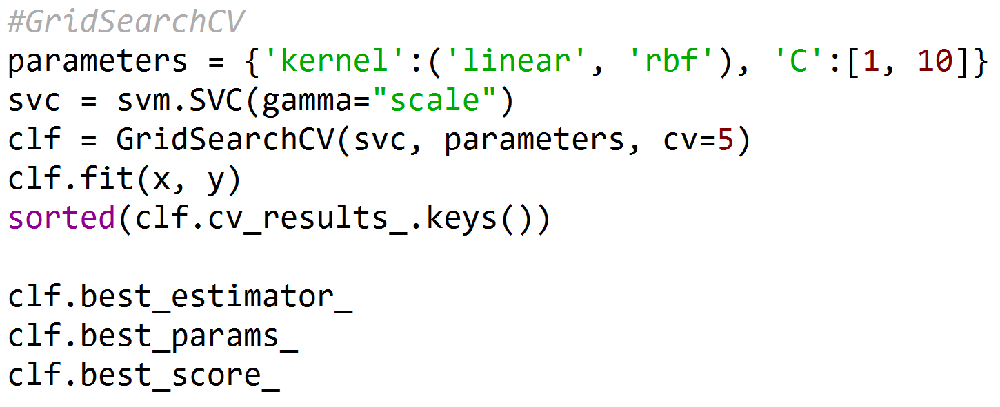 #GridSearchCV
parameters = {'kernel':('linear', 'rbf'), 'C':[1, 10]}
svc = svm.SVC(gamma="scale")
clf = GridSearchCV(svc, parameters, cv=5)
clf.fit(x, y)
sorted(clf.cv_results_.keys())
clf.best_estimator_
clf.best_params_
clf.best_score_